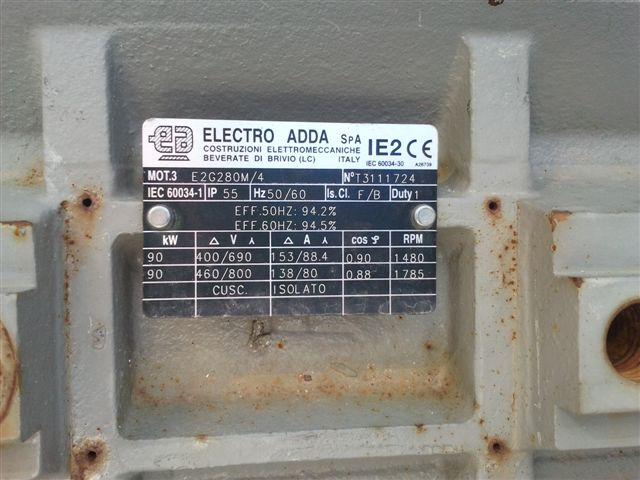 ELECTRO ADDA SPA
COSTRUZIONI ELETTROMECCANICHE
BEVERATE DI BRIVIO (LC) ITALY
IE2 CE
IEC 60034-30 A26739
MOT.3 E2G280M/4 N°T3111724
IEC 60034-1 IP 55 Hz 50/60 Is.Cl. F/B Duty 1
EFF.50HZ: 94.2%
EFF.60HZ: 94.5%
kW Δ V Y Δ A Y cos φ RPM
90 400/690 153/88.4 0.90 1480
90 460/800 138/80 0.88 1785
CUSC. ISOLATO